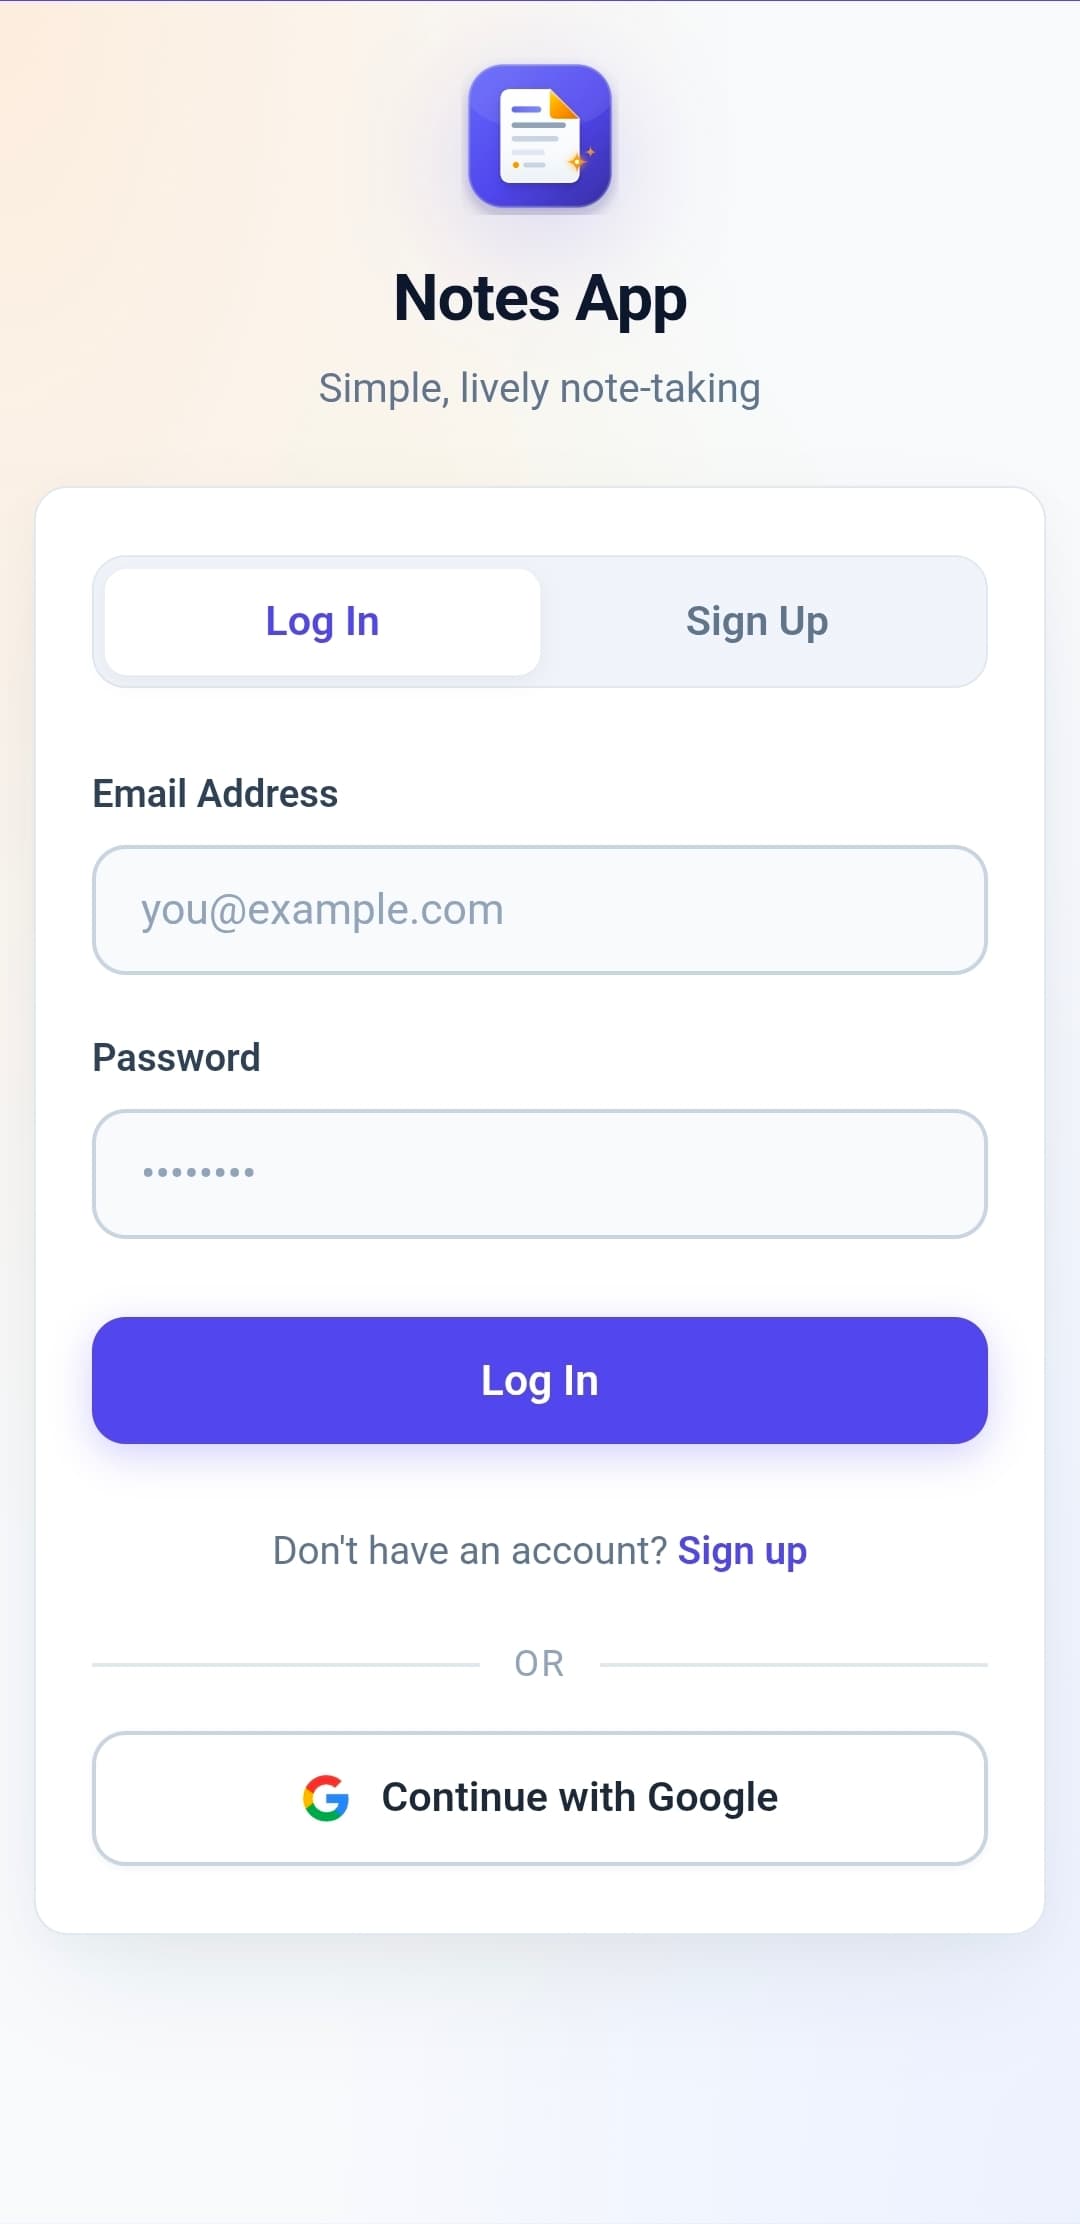 Notes App
Simple, lively note-taking
Log In
Sign Up
Email Address
you@example.com
Password
••••••••
Log In
Don't have an account? Sign up
OR
Continue with Google